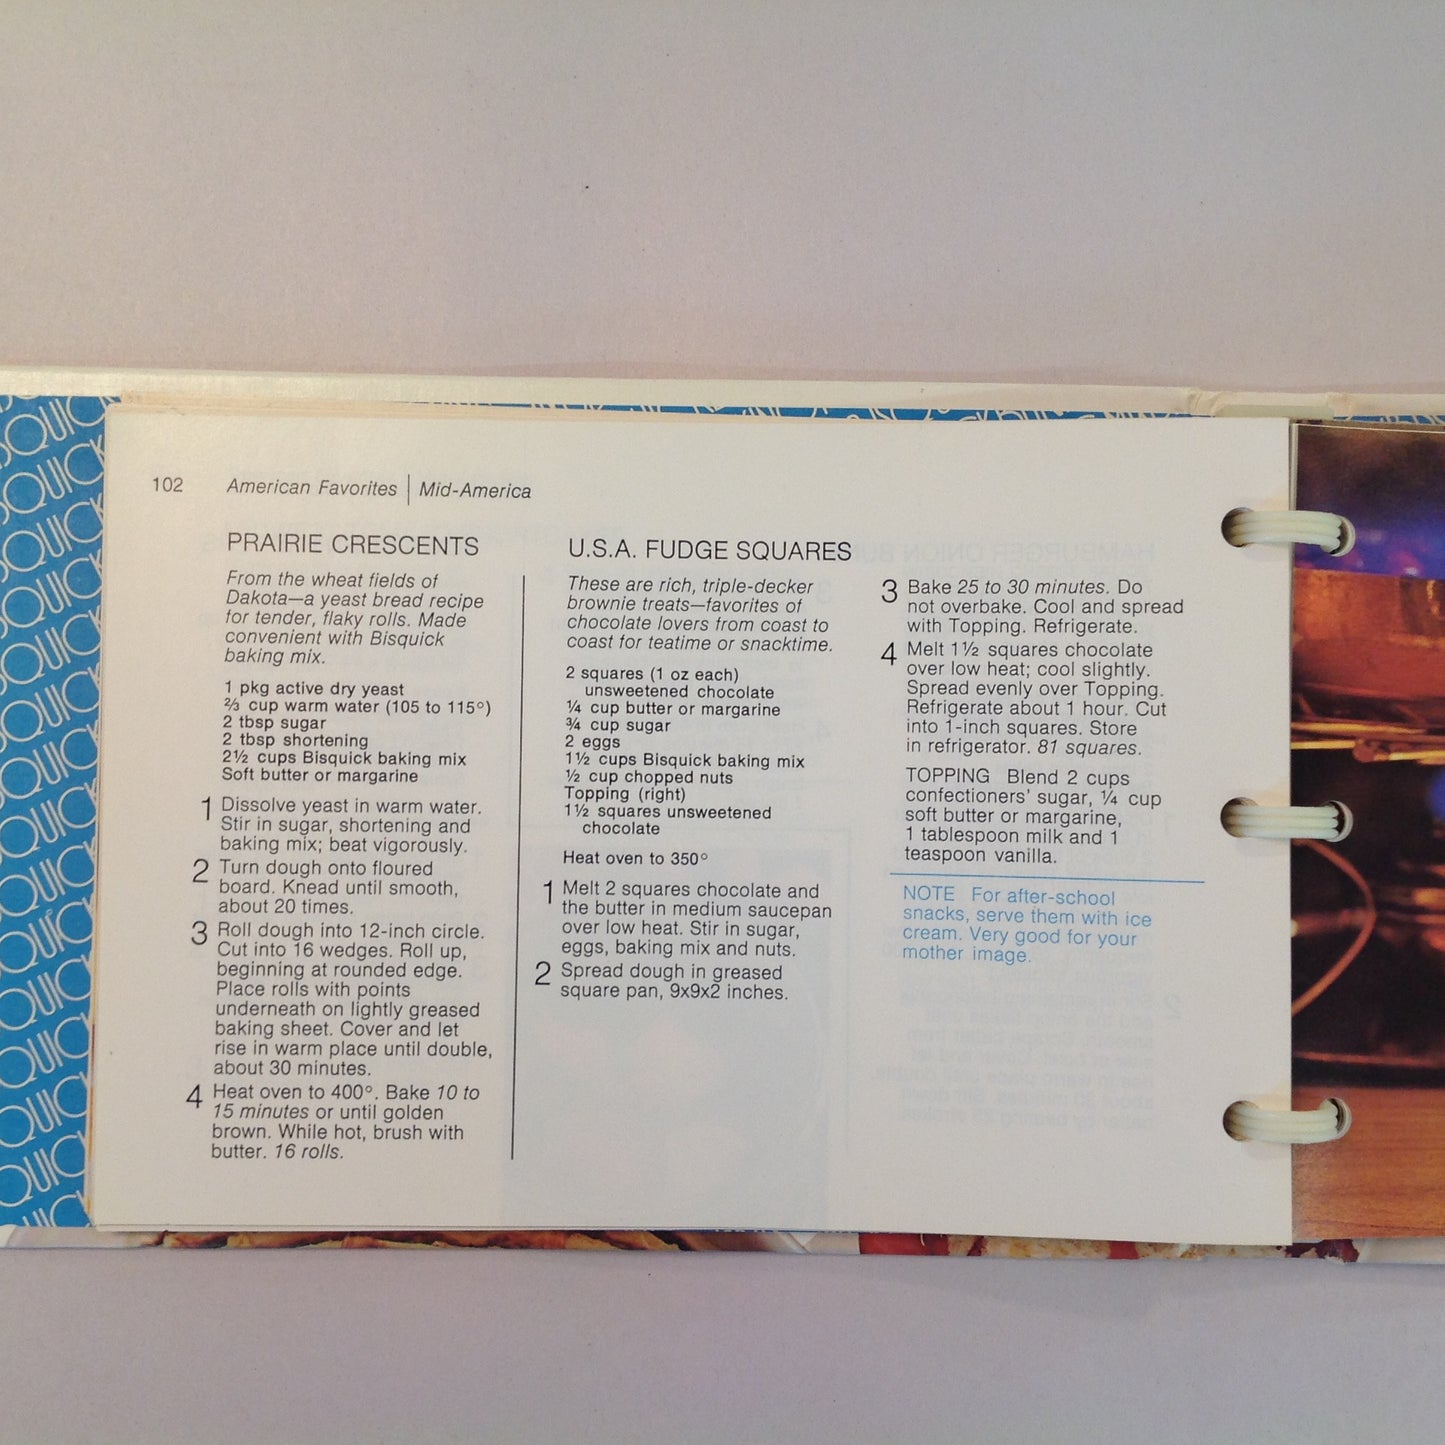 102 American Favorites | Mid-America
PRAIRIE CRESCENTS
From the wheat fields of
Dakota—a yeast bread recipe
for tender, flaky rolls. Made
convenient with Bisquick
baking mix.
1 pkg active dry yeast
⅔ cup warm water (105 to 115°)
2 tbsp sugar
2 tbsp shortening
2½ cups Bisquick baking mix
Soft butter or margarine
1 Dissolve yeast in warm water.
Stir in sugar, shortening and
baking mix; beat vigorously.
2 Turn dough onto floured
board. Knead until smooth,
about 20 times.
3 Roll dough into 12-inch circle.
Cut into 16 wedges. Roll up,
beginning at rounded edge.
Place rolls with points
underneath on lightly greased
baking sheet. Cover and let
rise in warm place until double,
about 30 minutes.
4 Heat oven to 400°. Bake 10 to
15 minutes or until golden
brown. While hot, brush with
butter. 16 rolls.
U.S.A. FUDGE SQUARES
These are rich, triple-decker
brownie treats—favorites of
chocolate lovers from coast to
coast for teatime or snacktime.
2 squares (1 oz each)
unsweetened chocolate
¼ cup butter or margarine
¾ cup sugar
2 eggs
1½ cups Bisquick baking mix
½ cup chopped nuts
Topping (right)
1½ squares unsweetened
chocolate
Heat oven to 350°
1 Melt 2 squares chocolate and
the butter in medium saucepan
over low heat. Stir in sugar,
eggs, baking mix and nuts.
2 Spread dough in greased
square pan, 9x9x2 inches.
3 Bake 25 to 30 minutes. Do
not overbake. Cool and spread
with Topping. Refrigerate.
4 Melt 1½ squares chocolate
over low heat; cool slightly.
Spread evenly over Topping.
Refrigerate about 1 hour. Cut
into 1-inch squares. Store
in refrigerator. 81 squares.
TOPPING Blend 2 cups
confectioners' sugar, ¼ cup
soft butter or margarine,
1 tablespoon milk and 1
teaspoon vanilla.
NOTE For after-school
snacks, serve them with ice
cream. Very good for your
mother image.